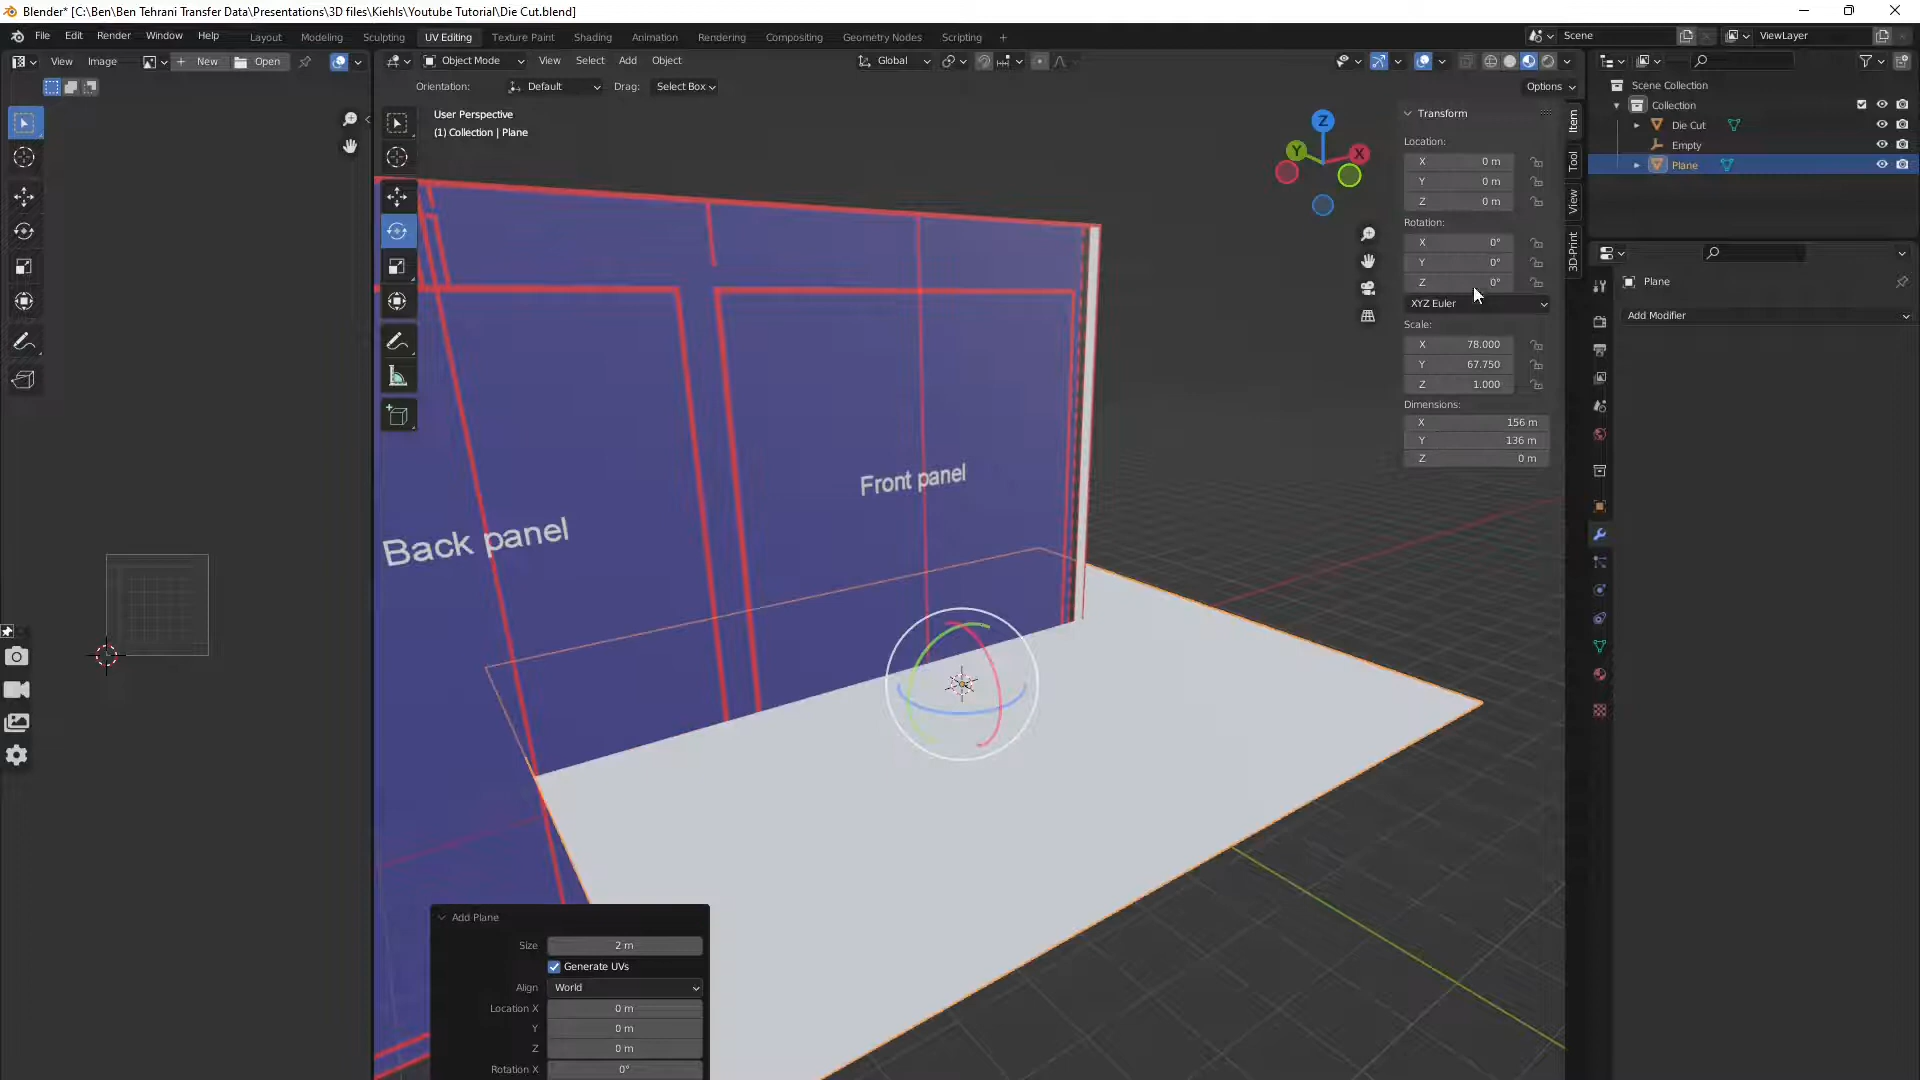 Blender* [C:\Ben\Ben Tehrani Transfer Data\Presentations\3D files\Kiehls\Youtube Tutorial\Die Cut.blend]
File Edit Render Window Help Layout Modeling Sculpting UV Editing Texture Paint Shading Animation Rendering Compositing Geometry Nodes Scripting + Scene ViewLayer
View Image New Open Object Mode View Select Add Object Global
Orientation: Default Drag: Select Box Options
User Perspective
(1) Collection | Plane
Scene Collection
Collection
Die Cut
Empty
Plane
Transform
Location:
X 0 m
Y 0 m
Z 0 m
Rotation:
X 0°
Y 0°
Z 0°
XYZ Euler
Scale:
X 78.000
Y 67.750
Z 1.000
Dimensions:
X 156 m
Y 136 m
Z 0 m
Item
Tool
View
3D-Print
Z
Y
X
Plane
Add Modifier
Front panel
Back panel
Add Plane
Size 2 m
Generate UVs
Align World
Location X 0 m
Y 0 m
Z 0 m
Rotation X 0°